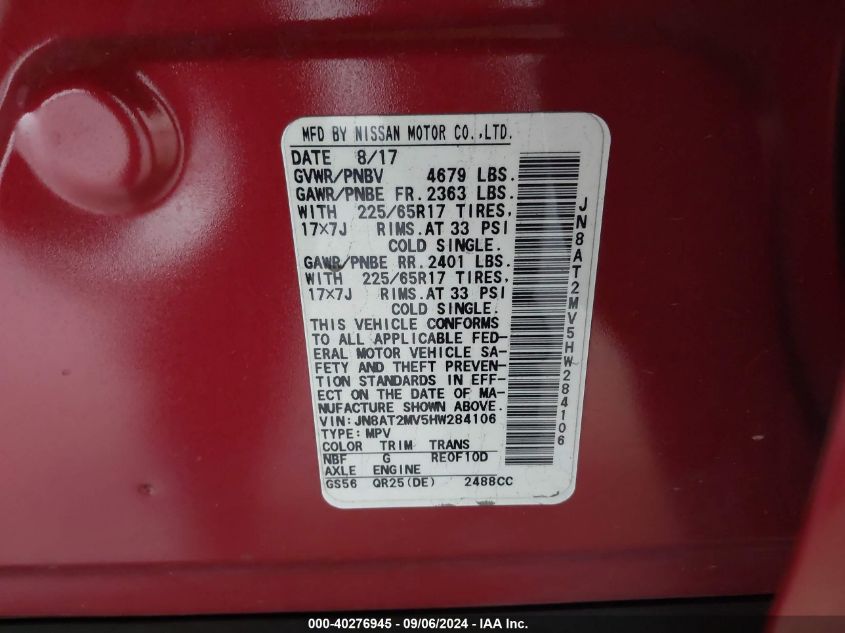 MFD BY NISSAN MOTOR CO.,LTD.
DATE 8/17
GVWR/PNBV 4679 LBS.
GAWR/PNBE FR. 2363 LBS.
WITH 225/65R17 TIRES,
17×7J RIMS.AT 33 PSI
COLD SINGLE.
GAWR/PNBE RR. 2401 LBS.
WITH 225/65R17 TIRES,
17×7J RIMS.AT 33 PSI
COLD SINGLE.
THIS VEHICLE CONFORMS
TO ALL APPLICABLE FED-
ERAL MOTOR VEHICLE SA-
FETY AND THEFT PREVEN-
TION STANDARDS IN EFF-
ECT ON THE DATE OF MA-
NUFACTURE SHOWN ABOVE.
VIN:JN8AT2MV5HW284106
TYPE:MPV
COLOR TRIM TRANS
NBF G RE0F10D
AXLE ENGINE
GS56 QR25(DE) 2488CC
JN8AT2MV5HW284106
000-40276945 - 09/06/2024 - IAA Inc.